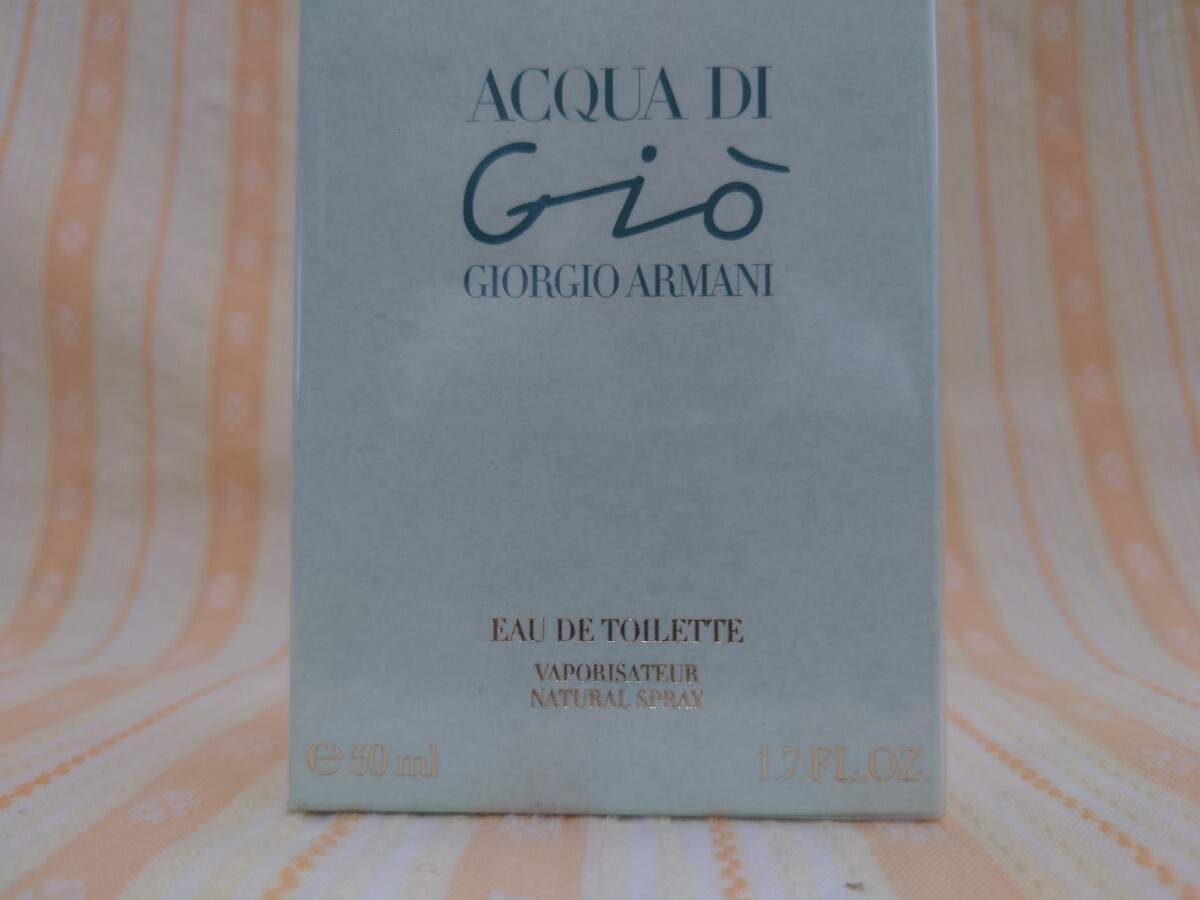 ACQUA DI
Giò
GIORGIO ARMANI
EAU DE TOILETTE
VAPORISATEUR
NATURAL SPRAY
℮ 50 ml 1.7 FL.OZ.